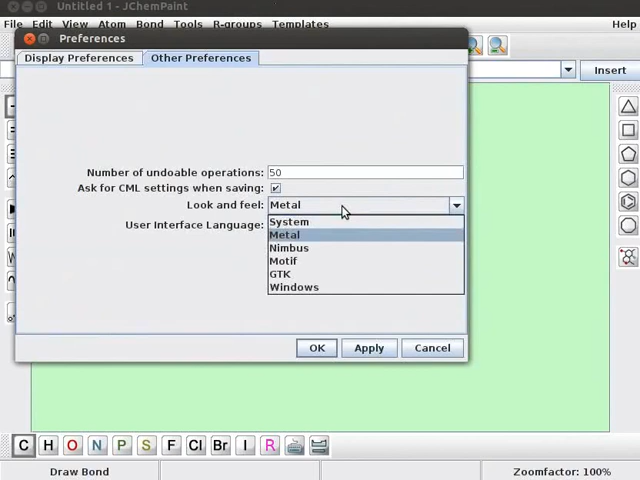 Untitled 1 - JChemPaint
File Edit View Atom Bond Tools R-groups Templates Help
Preferences
Display Preferences Other Preferences
Insert
Number of undoable operations: 50
Ask for CML settings when saving:
Look and feel: Metal
User Interface Language:
System
Metal
Nimbus
Motif
GTK
Windows
OK Apply Cancel
C H O N P S F Cl Br I R
Draw Bond Zoomfactor: 100%